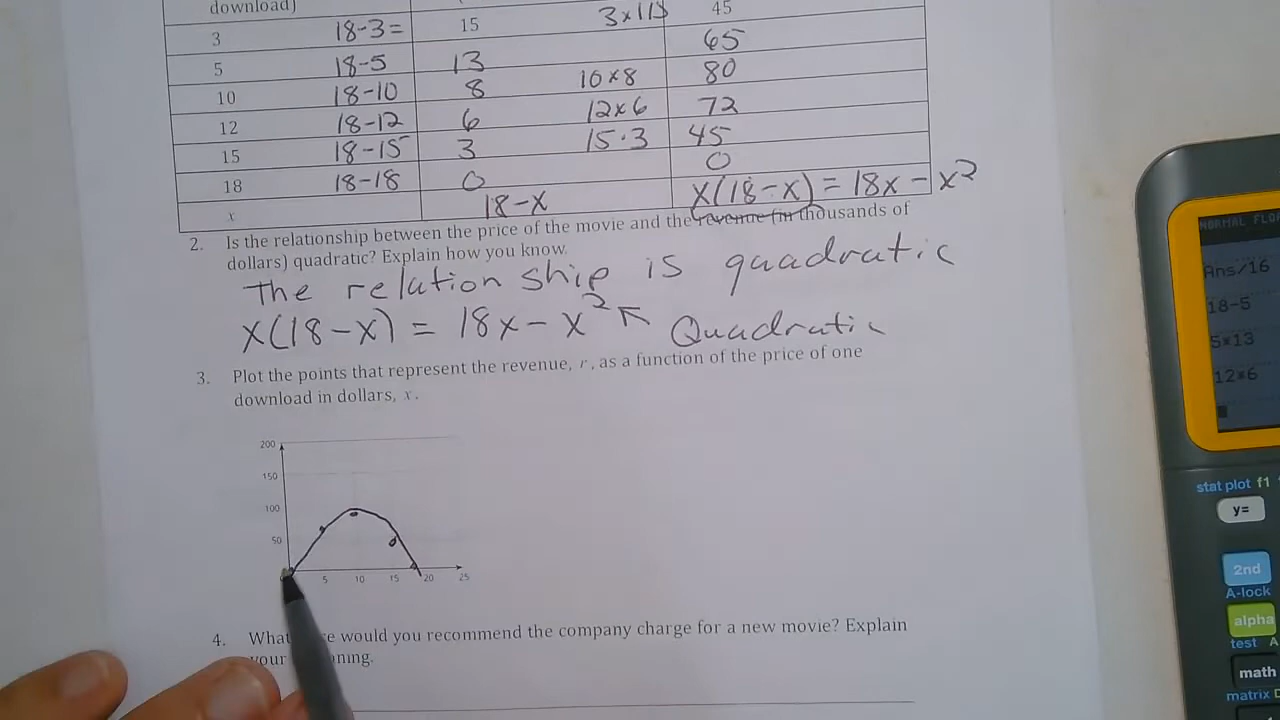 download)
3 18-3= 15 45
5 18-5 13 65
10 18-10 8 10×8 80
12 18-12 6 12×6 72
15 18-15 3 15·3 45
18 18-18 0 0
x 18-x x(18-x) = 18x - x²
2. Is the relationship between the price of the movie and the revenue (in thousands of
dollars) quadratic? Explain how you know.
The relation ship is quadratic
x(18-x) = 18x - x² ↖ Quadratic
3. Plot the points that represent the revenue, r, as a function of the price of one
download in dollars, x.
200
150
100
50
5 10 15 20 25
4. What would you recommend the company charge for a new movie? Explain
your
NORMAL FLO
Ans/16
18-5
5*13
12*6
stat plot f1
y=
2nd
A-lock
alpha
test A
math
matrix